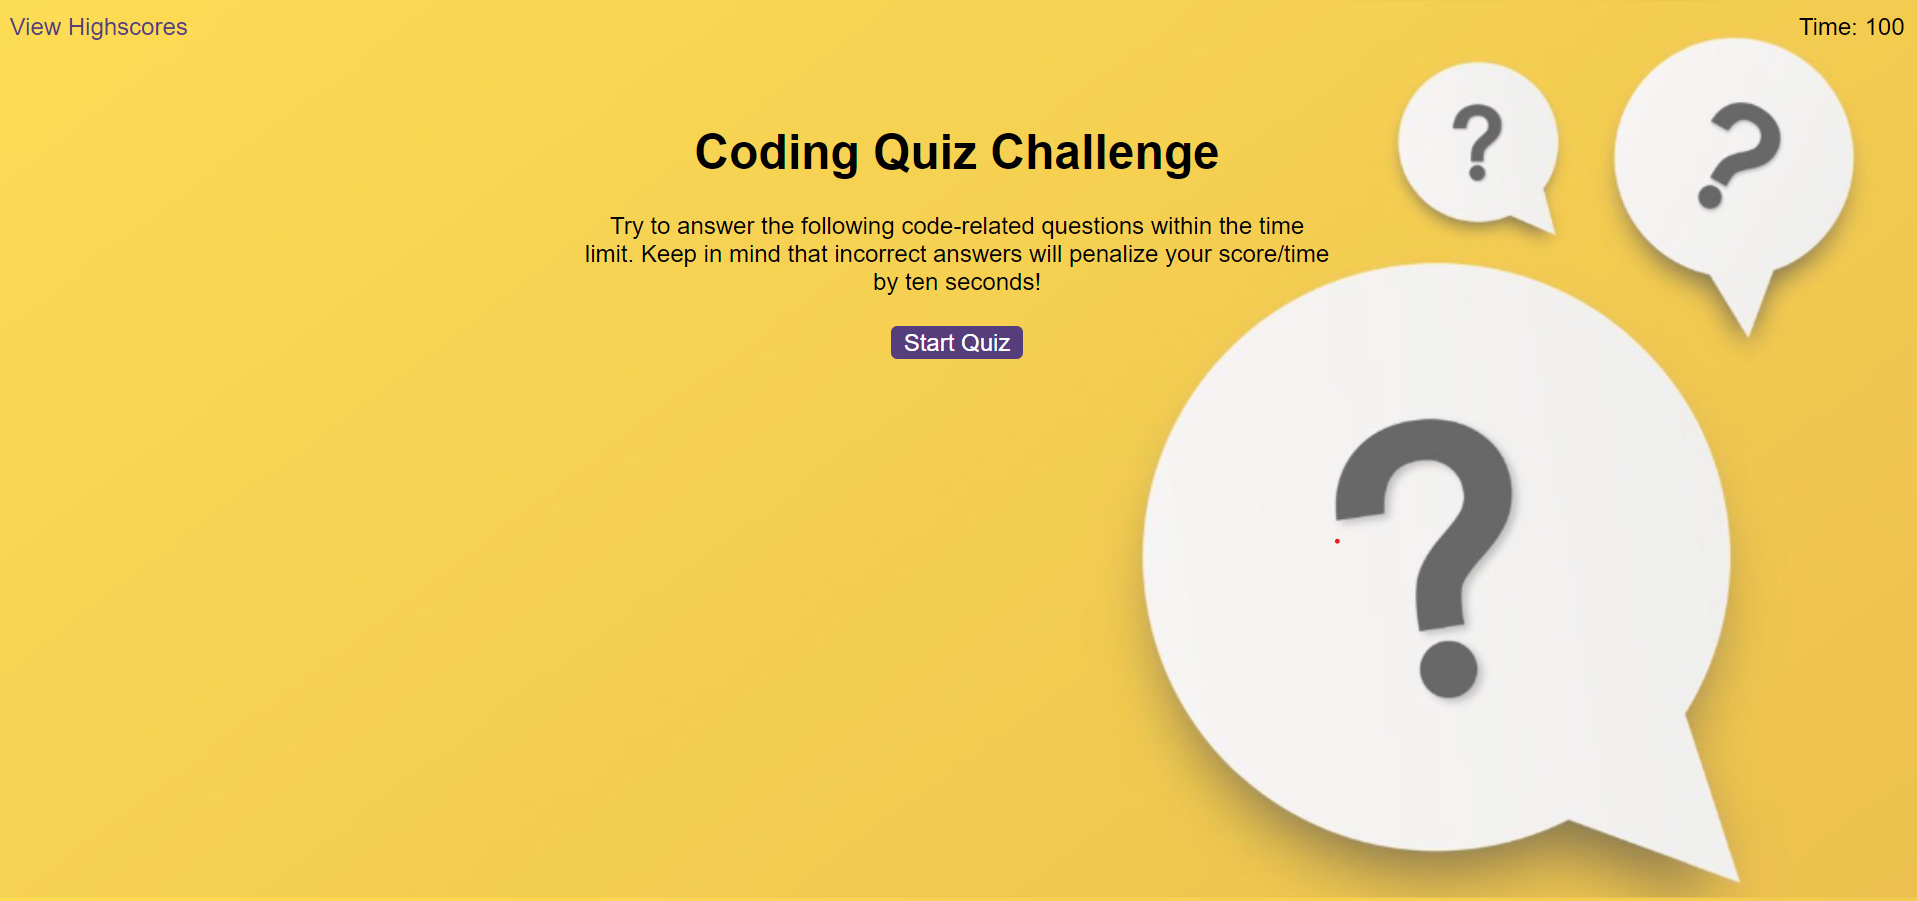 View Highscores
Time: 100
?
?
Coding Quiz Challenge
Try to answer the following code-related questions within the time
limit. Keep in mind that incorrect answers will penalize your score/time
by ten seconds!
Start Quiz
?